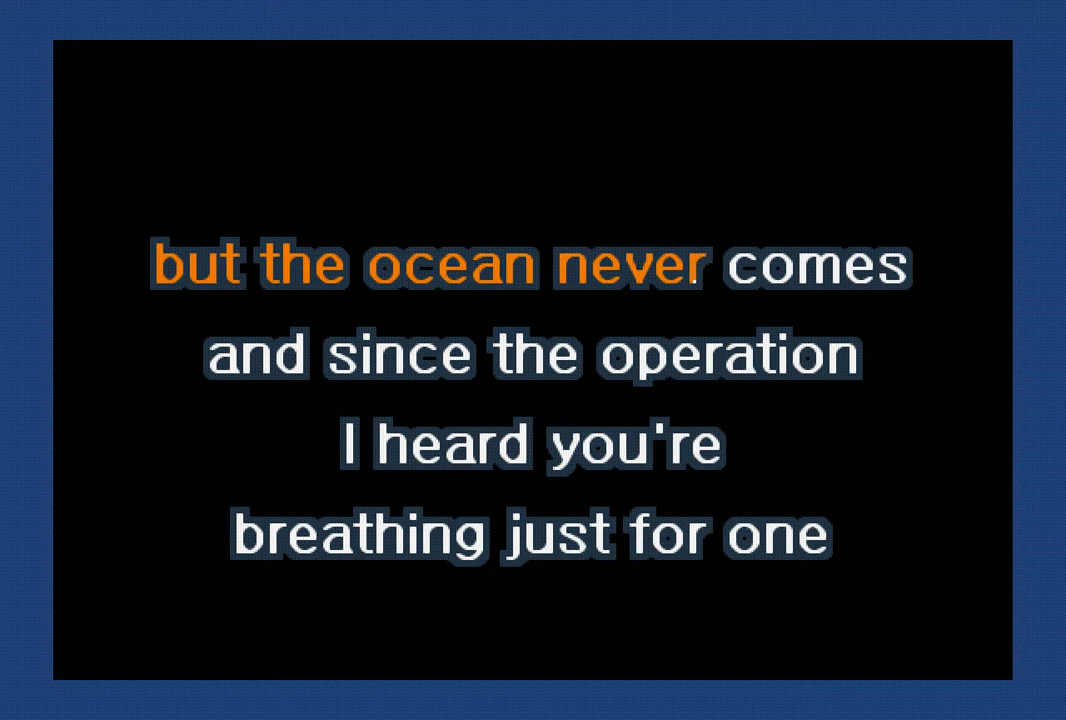 but the ocean never comes
and since the operation
I heard you're
breathing just for one